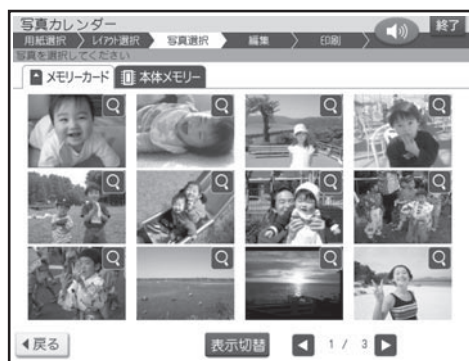 写真カレンダー
終了
用紙選択 レイアウト選択 写真選択 編集 印刷
写真を選択してください
メモリーカード 本体メモリー
戻る 表示切替 1 / 3